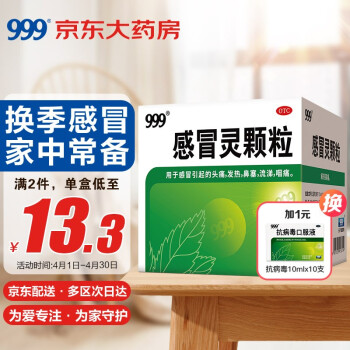 999® 京东大药房
换季感冒
家中常备
满2件，单盒低至
¥13.3
活动时间:4月1日~4月30日
京东配送·多区次日达
为爱专注·为家守护
999®
OTC
感冒灵颗粒
用于感冒引起的头痛,发热,鼻塞,流涕,咽痛。
999®
感冒灵颗粒
换
加1元
999®
抗病毒口服液
抗病毒10mlx10支